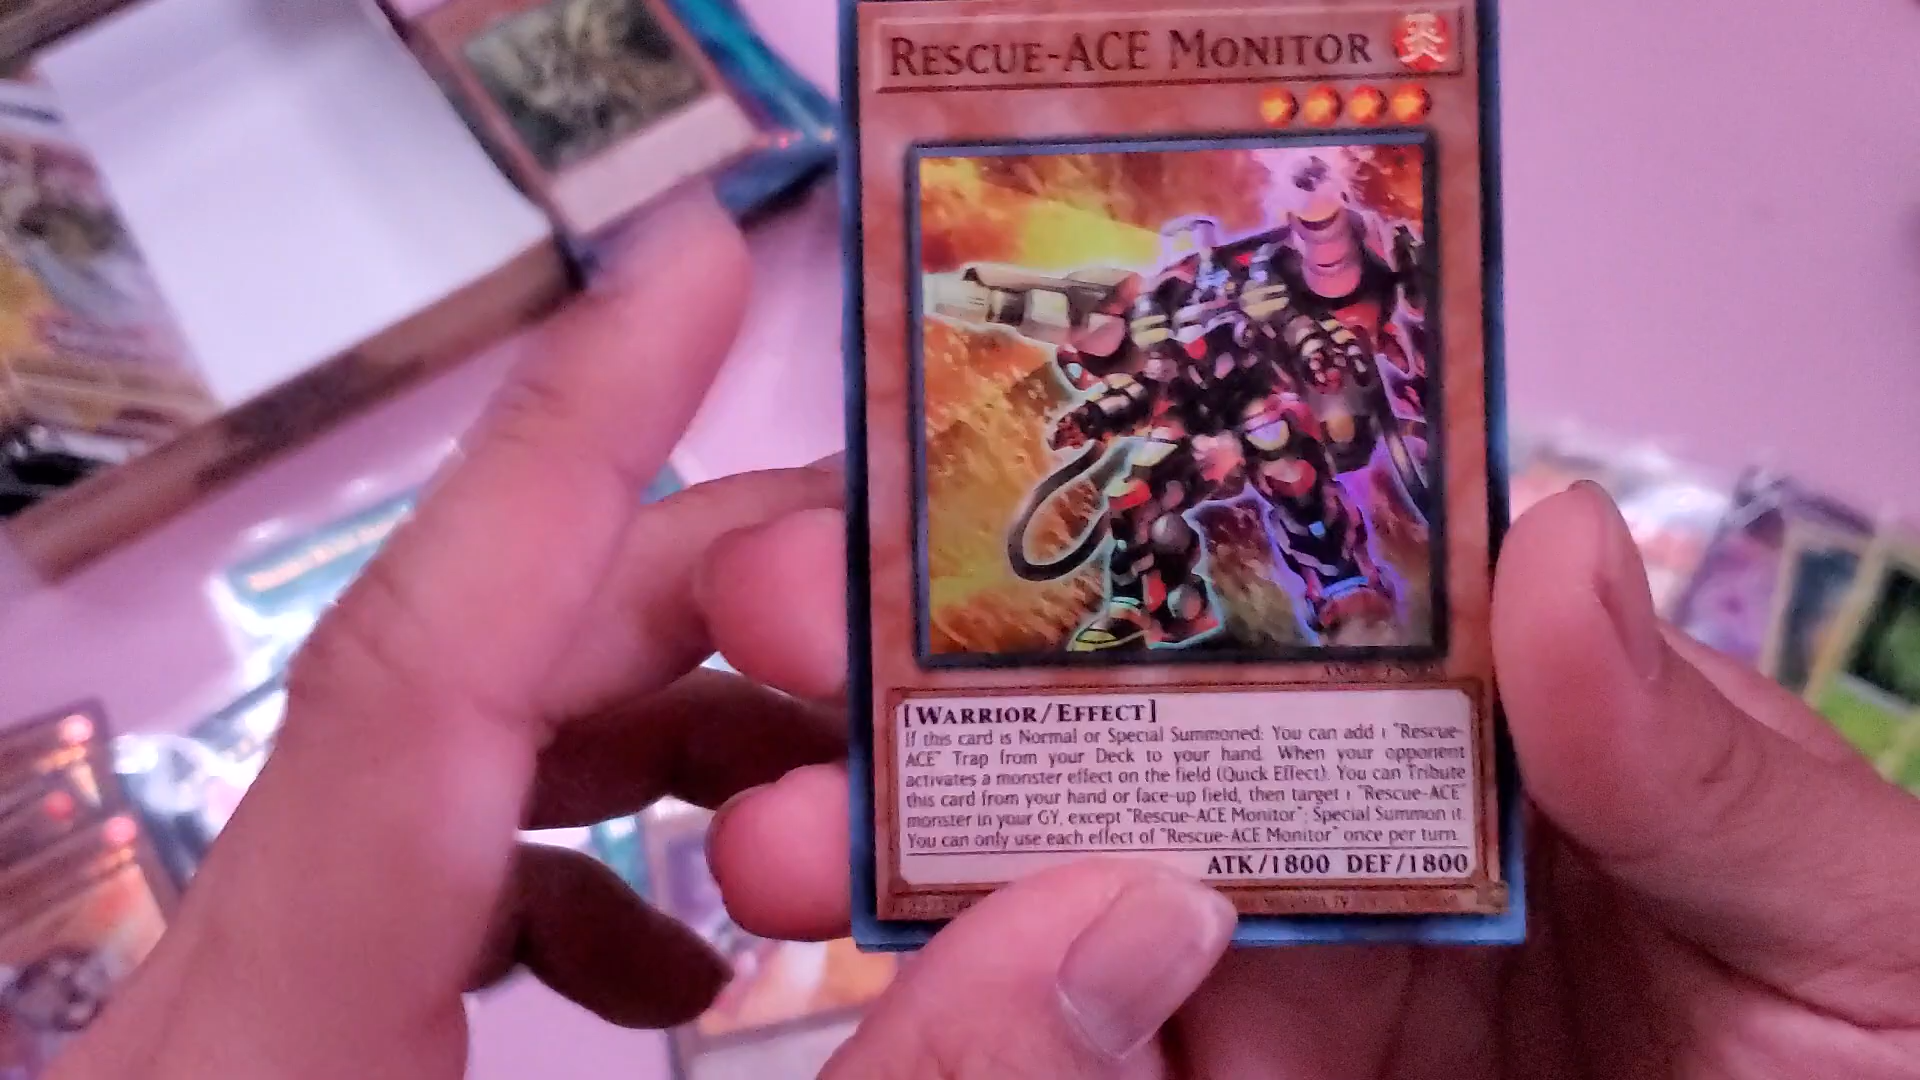 RESCUE-ACE MONITOR
炎
[WARRIOR/EFFECT]
If this card is Normal or Special Summoned: You can add 1 "Rescue-
ACE" Trap from your Deck to your hand. When your opponent
activates a monster effect on the field (Quick Effect): You can Tribute
this card from your hand or face-up field, then target 1 "Rescue-ACE"
monster in your GY, except "Rescue-ACE Monitor"; Special Summon it.
You can only use each effect of "Rescue-ACE Monitor" once per turn.
ATK/1800 DEF/1800